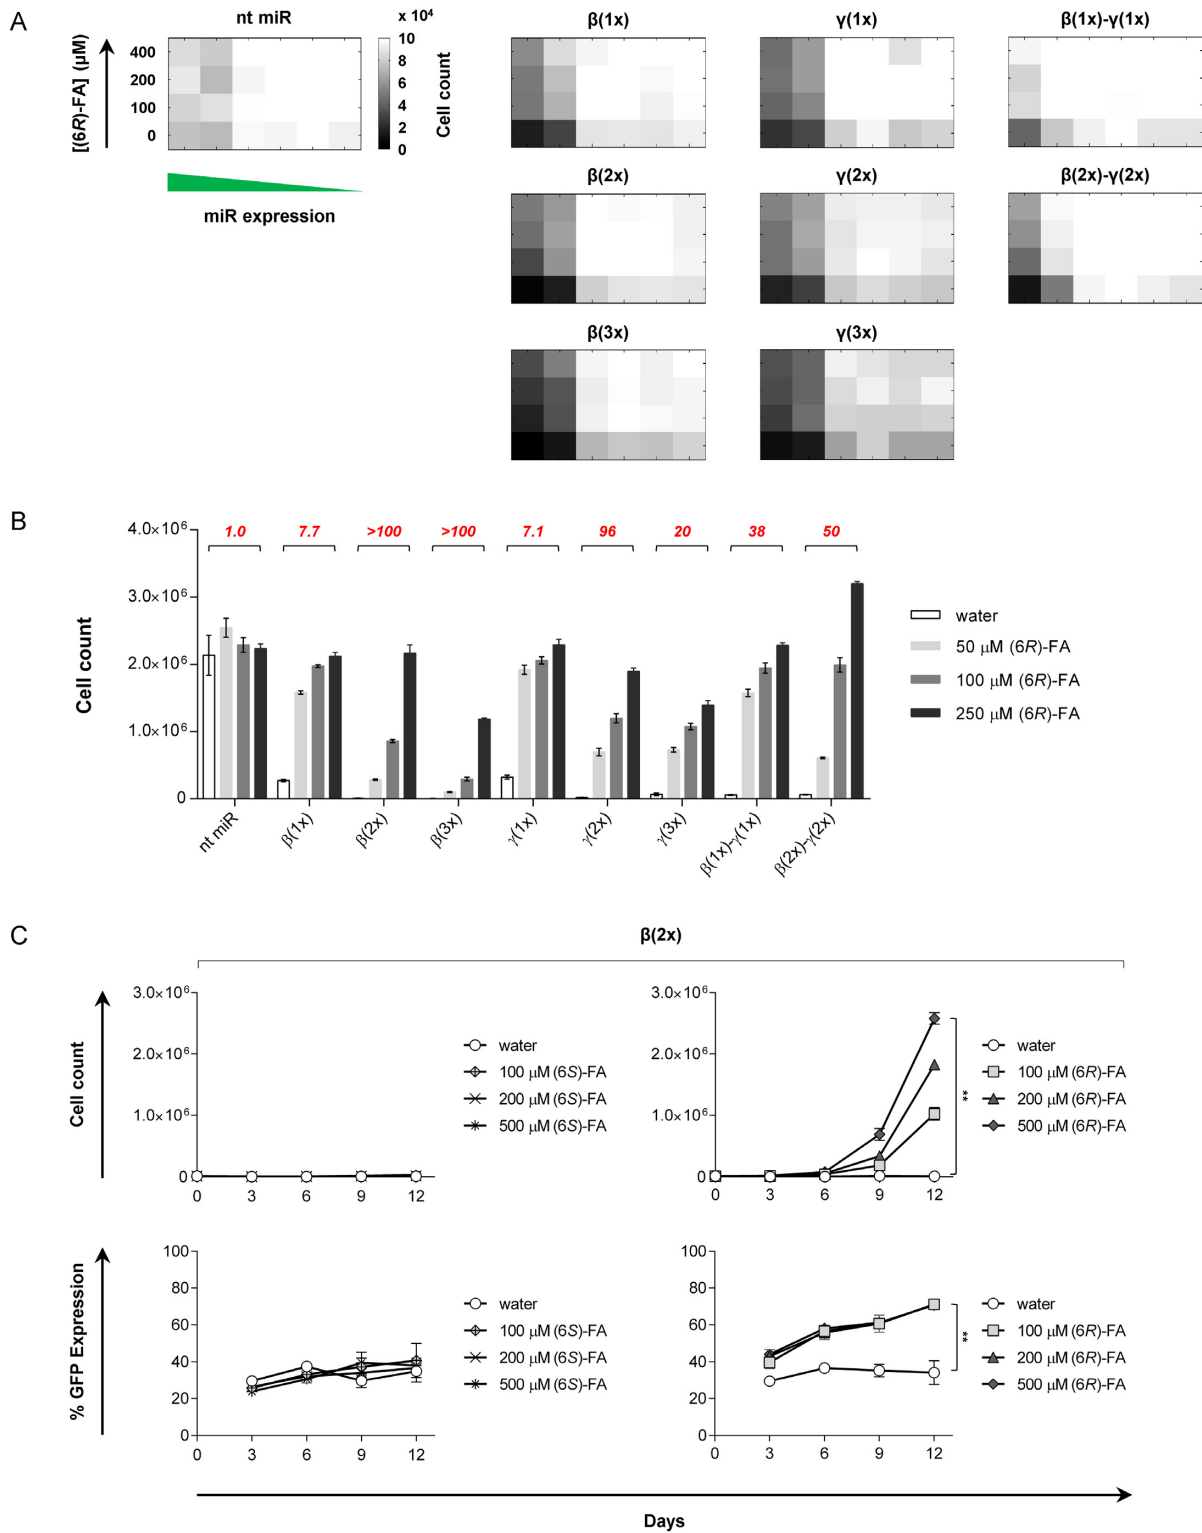 A
nt miR
x 10⁴
β(1x)
γ(1x)
β(1x)-γ(1x)
[(6R)-FA] (µM)
400
200
100
0
10
8
6
4
2
0
Cell count
miR expression
β(2x)
γ(2x)
β(2x)-γ(2x)
β(3x)
γ(3x)
B
Cell count
4.0×10⁶
3.0×10⁶
2.0×10⁶
1.0×10⁶
0
1.0
7.7
>100
>100
7.1
96
20
38
50
nt miR
β(1x)
β(2x)
β(3x)
γ(1x)
γ(2x)
γ(3x)
β(1x)-γ(1x)
β(2x)-γ(2x)
water
50 µM (6R)-FA
100 µM (6R)-FA
250 µM (6R)-FA
C
β(2x)
Cell count
3.0×10⁶
2.0×10⁶
1.0×10⁶
0
0 3 6 9 12
water
100 µM (6S)-FA
200 µM (6S)-FA
500 µM (6S)-FA
3.0×10⁶
2.0×10⁶
1.0×10⁶
0
0 3 6 9 12
**
water
100 µM (6R)-FA
200 µM (6R)-FA
500 µM (6R)-FA
% GFP Expression
100
80
60
40
20
0
0 3 6 9 12
water
100 µM (6S)-FA
200 µM (6S)-FA
500 µM (6S)-FA
100
80
60
40
20
0
0 3 6 9 12
**
water
100 µM (6R)-FA
200 µM (6R)-FA
500 µM (6R)-FA
Days